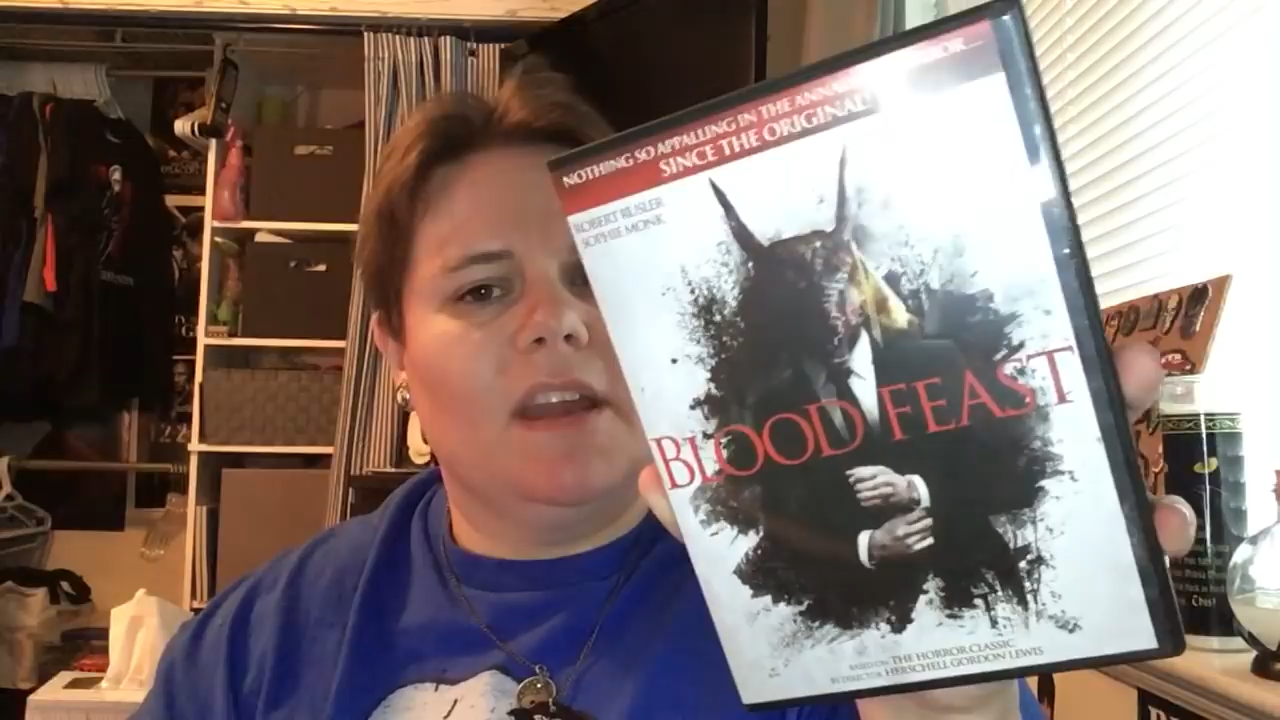 NOTHING SO APPALLING IN THE
SINCE THE ORIGINAL
ROBERT RUSLER
SOPHIE MONK
BLOOD FEAST
BASED ON THE HORROR CLASSIC
BY DIRECTOR HERSCHELL GORDON LEWIS
This!